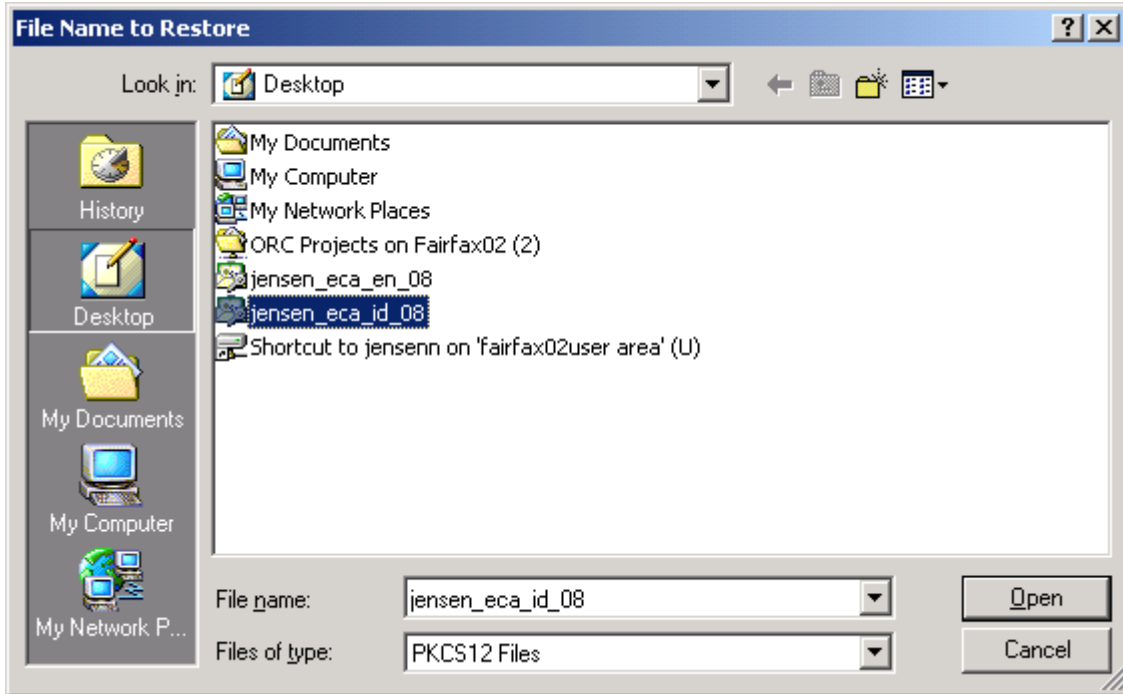 File Name to Restore
Look in: Desktop
History
Desktop
My Documents
My Computer
My Network P...
My Documents
My Computer
My Network Places
ORC Projects on Fairfax02 (2)
jensen_eca_en_08
jensen_eca_id_08
Shortcut to jensenn on 'fairfax02user area' (U)
File name: jensen_eca_id_08 Open
Files of type: PKCS12 Files Cancel